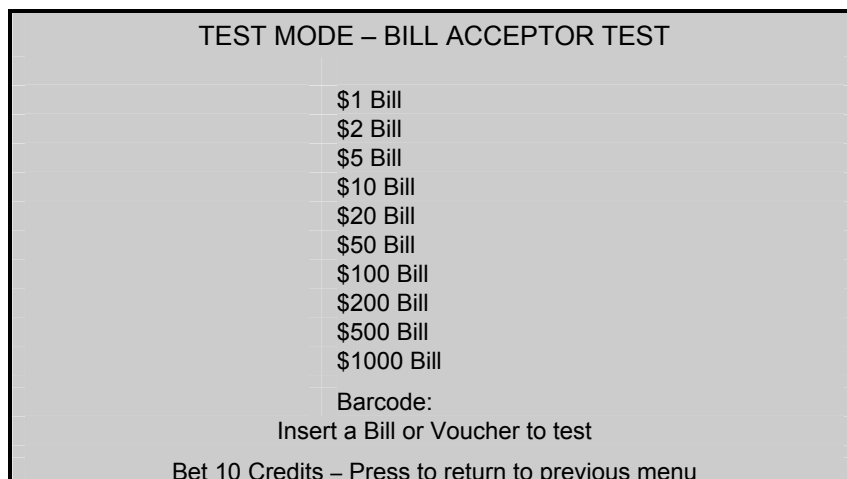 TEST MODE – BILL ACCEPTOR TEST
$1 Bill
$2 Bill
$5 Bill
$10 Bill
$20 Bill
$50 Bill
$100 Bill
$200 Bill
$500 Bill
$1000 Bill
Barcode:
Insert a Bill or Voucher to test
Bet 10 Credits – Press to return to previous menu